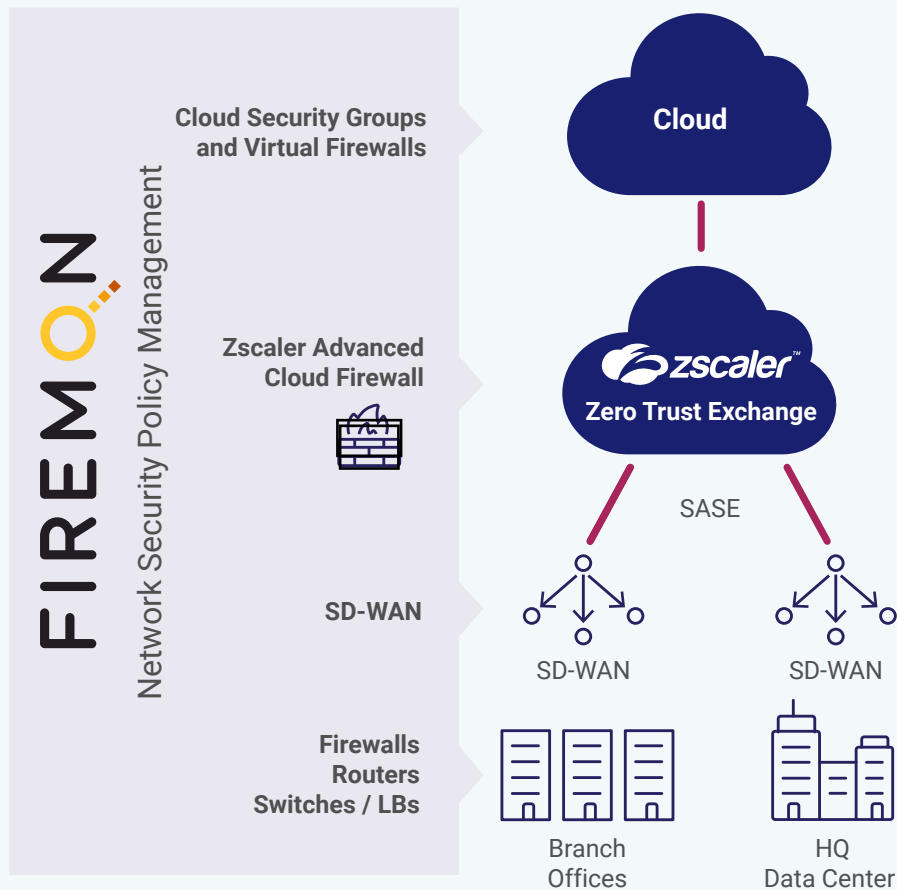 FIREMON
Network Security Policy Management
Cloud Security Groups
and Virtual Firewalls
Cloud
Zscaler Advanced
Cloud Firewall
zscaler™
Zero Trust Exchange
SASE
SD-WAN
SD-WAN
SD-WAN
Firewalls
Routers
Switches / LBs
Branch
Offices
HQ
Data Center